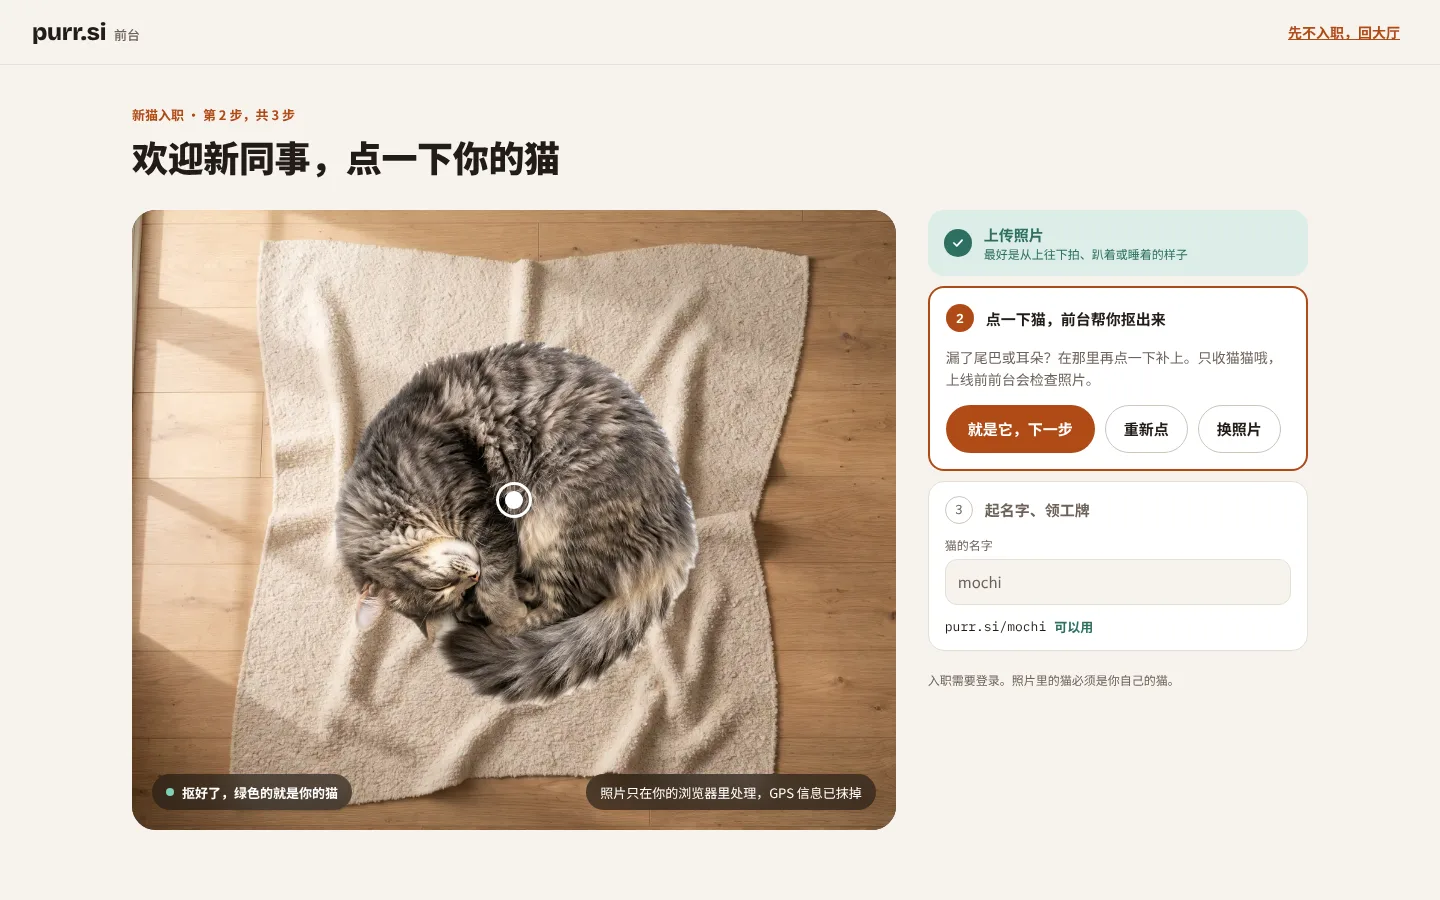 purr.si 前台
先不入职，回大厅
新猫入职 · 第 2 步，共 3 步
欢迎新同事，点一下你的猫
上传照片
最好是从上往下拍、趴着或睡着的样子
2 点一下猫，前台帮你抠出来
漏了尾巴或耳朵？在那里再点一下补上。只收猫猫哦，
上线前前台会检查照片。
就是它，下一步 重新点 换照片
3 起名字、领工牌
猫的名字
mochi
purr.si/mochi 可以用
入职需要登录。照片里的猫必须是你自己的猫。
抠好了，绿色的就是你的猫
照片只在你的浏览器里处理，GPS 信息已抹掉